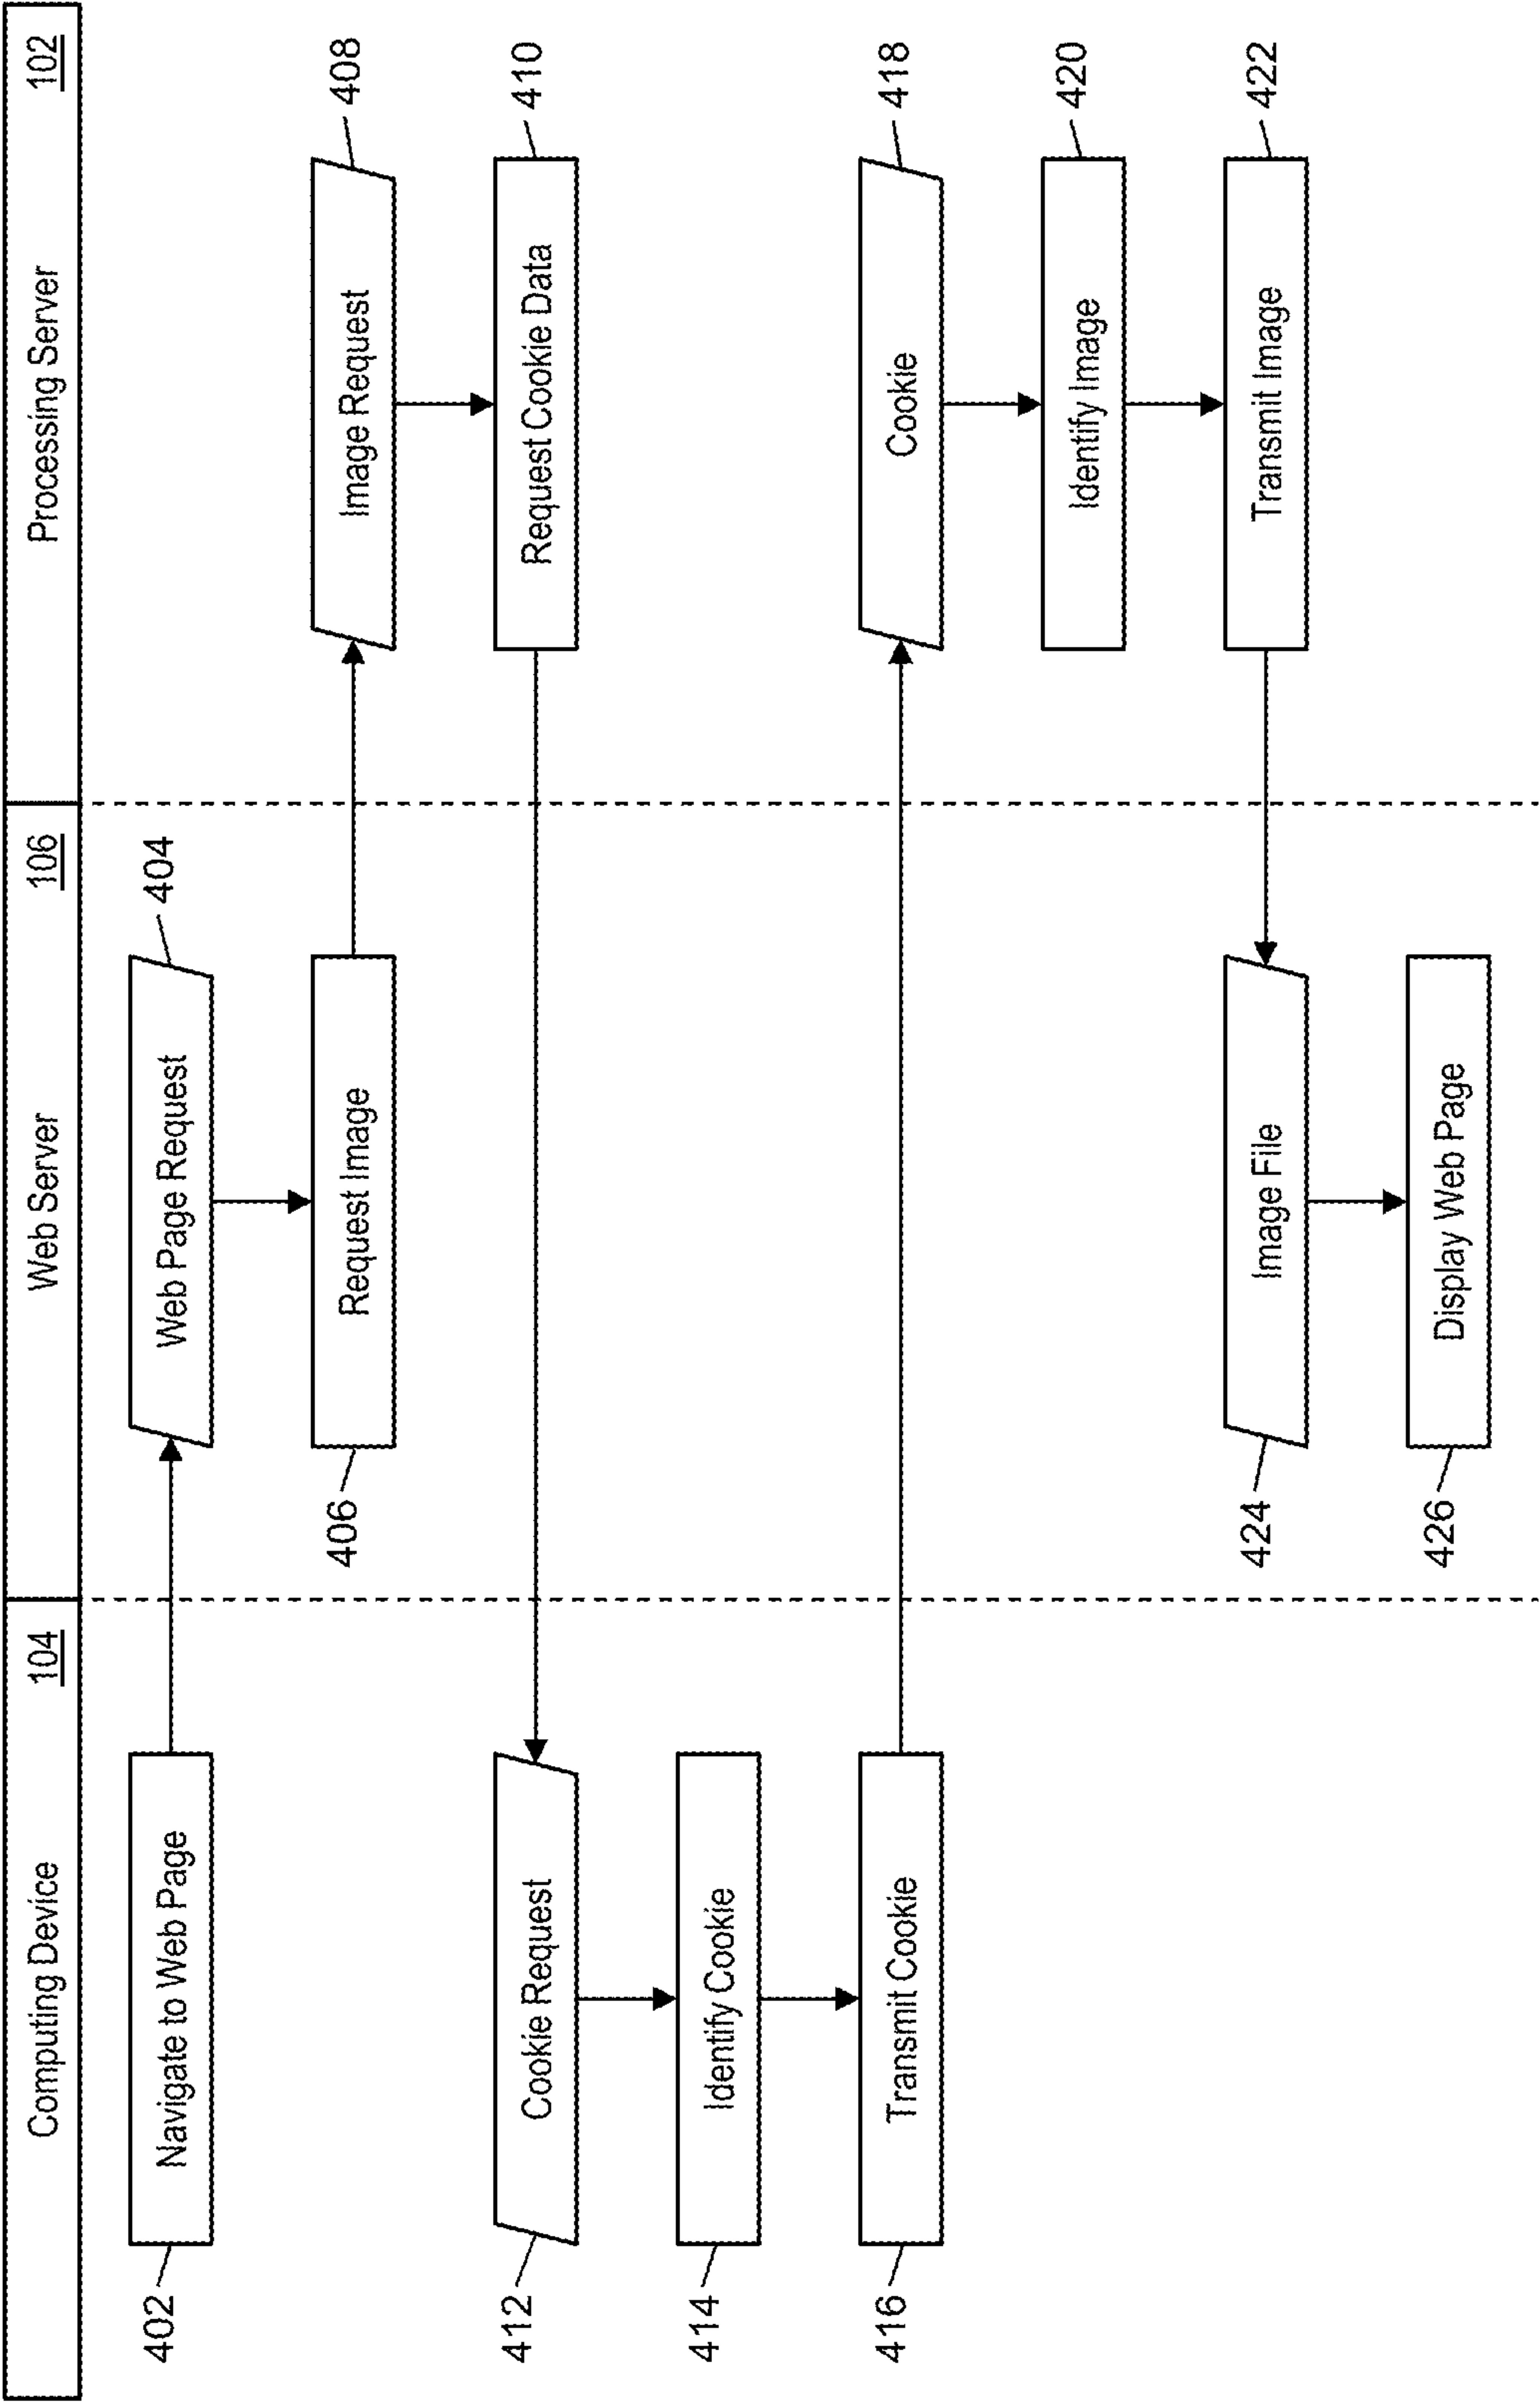 Computing Device 104
Web Server 106
Processing Server 102
402
Navigate to Web Page
Web Page Request
404
406
Request Image
Image Request
408
412
Cookie Request
Request Cookie Data
410
414
Identify Cookie
416
Transmit Cookie
Cookie
418
Identify Image
420
424
Image File
Transmit Image
422
426
Display Web Page